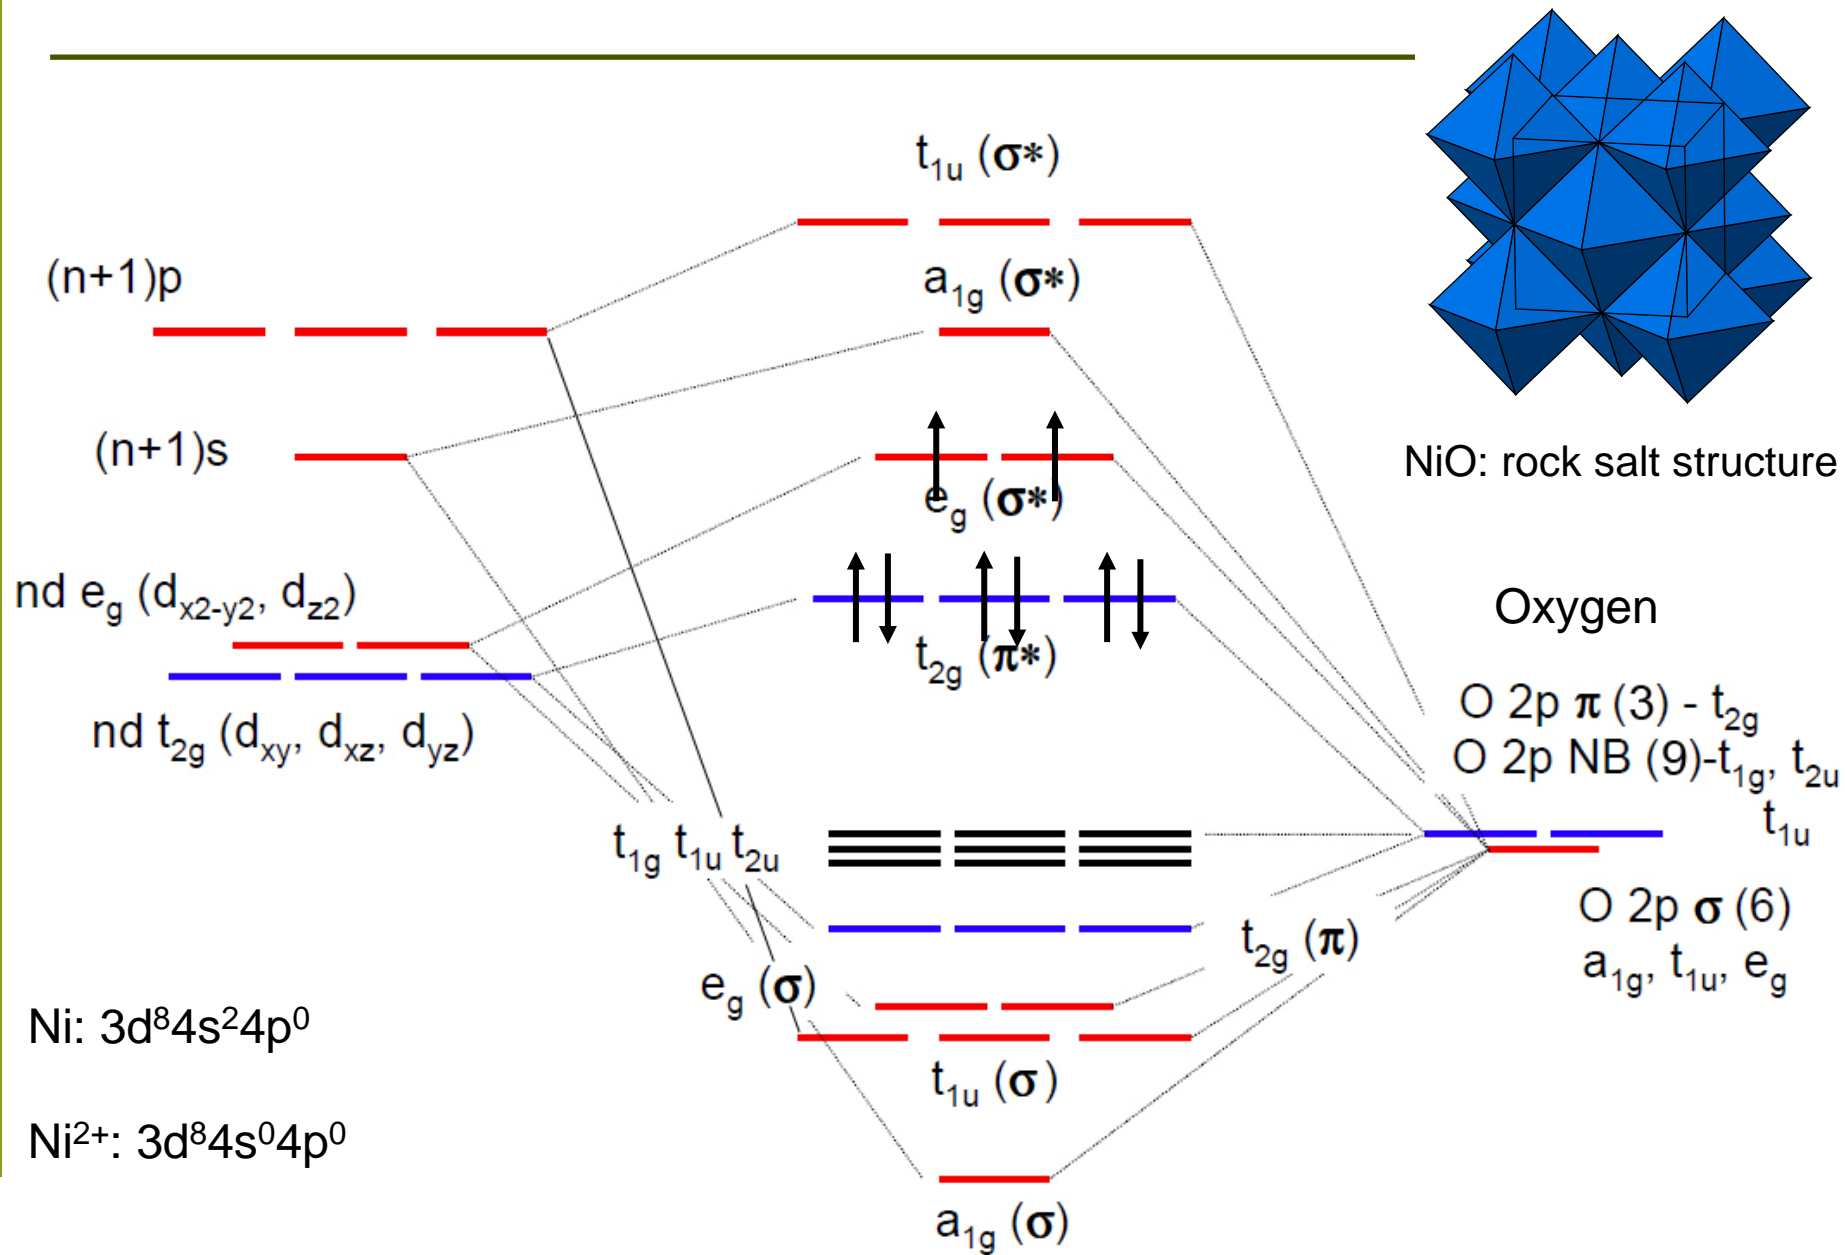 t₁ᵤ (σ*)
(n+1)p
a₁g (σ*)
(n+1)s
NiO: rock salt structure
eg (σ*)
nd eg (dx2-y2, dz2)
Oxygen
t₂g (π*)
O 2p π (3) - t₂g
nd t₂g (dxy, dxz, dyz)
O 2p NB (9)-t₁g, t₂ᵤ
t₁ᵤ
t₁g t₁ᵤ t₂ᵤ
O 2p σ (6)
t₂g (π)
a₁g, t₁ᵤ, eg
eg (σ)
Ni: 3d⁸4s²4p⁰
t₁ᵤ (σ)
Ni²⁺: 3d⁸4s⁰4p⁰
a₁g (σ)